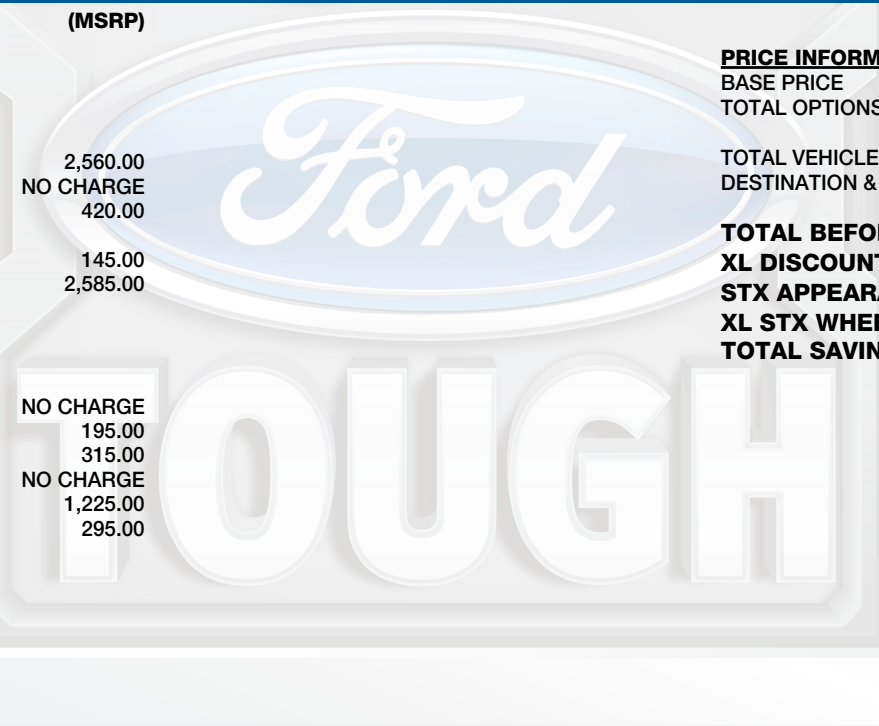 (MSRP)
2,560.00
NO CHARGE
420.00
145.00
2,585.00
NO CHARGE
195.00
315.00
NO CHARGE
1,225.00
295.00
PRICE INFORM
BASE PRICE
TOTAL OPTIONS
TOTAL VEHICLE
DESTINATION &
TOTAL BEFO
XL DISCOUNT
STX APPEAR
XL STX WHE
TOTAL SAVIN
Ford
TOUGH